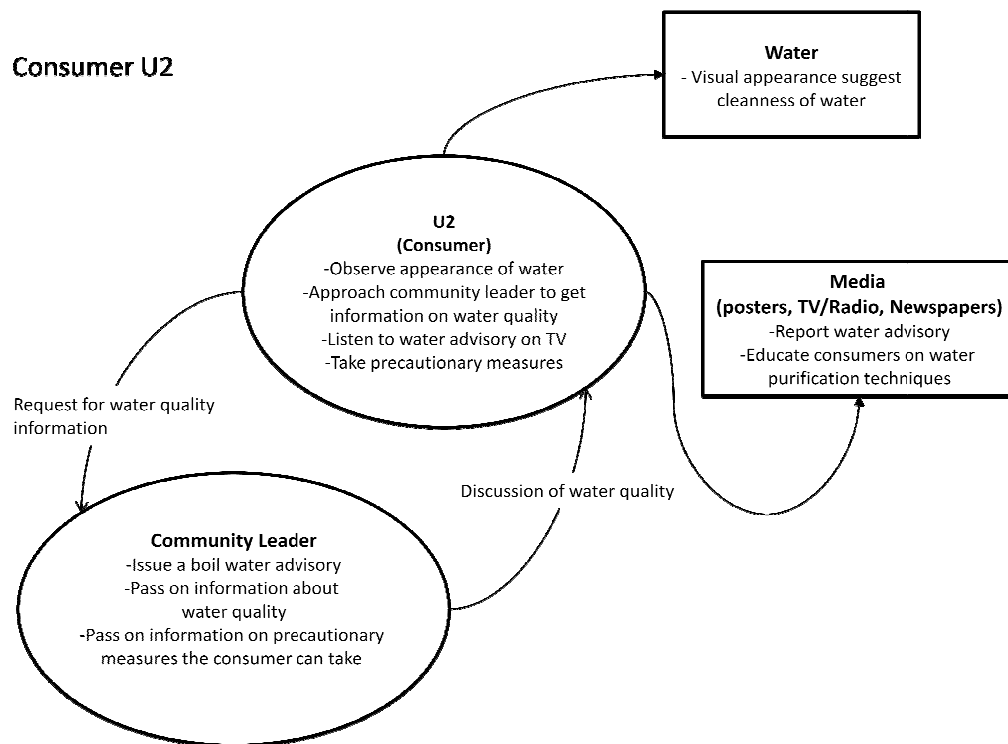 Consumer U2
Water
- Visual appearance suggest
cleanness of water
U2
(Consumer)
-Observe appearance of water
-Approach community leader to get
information on water quality
-Listen to water advisory on TV
-Take precautionary measures
Media
(posters, TV/Radio, Newspapers)
-Report water advisory
-Educate consumers on water
purification techniques
Request for water quality
information
Discussion of water quality
Community Leader
-Issue a boil water advisory
-Pass on information about
water quality
-Pass on information on precautionary
measures the consumer can take